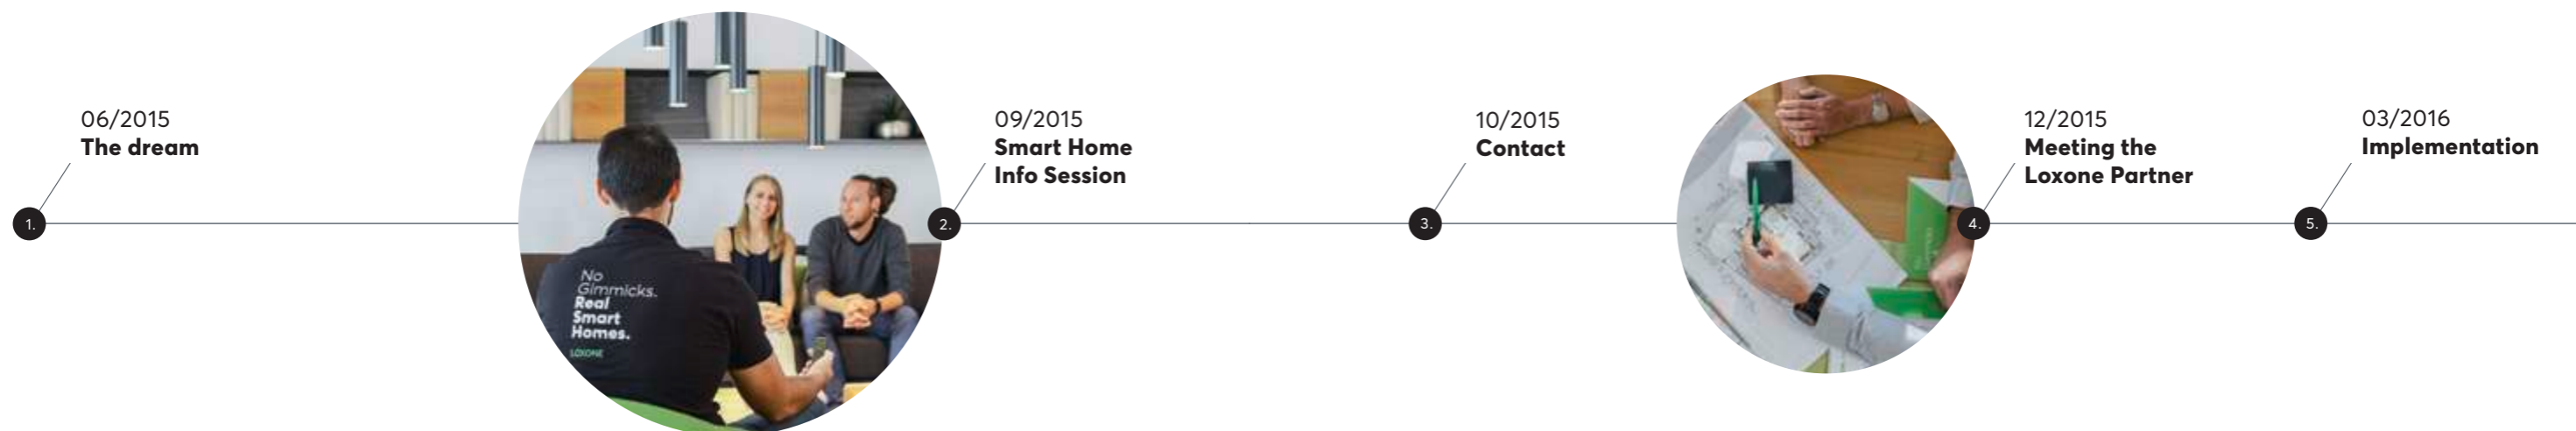 06/2015
The dream
1.
No
Gimmicks.
Real
Smart
Homes.
LOXONE
09/2015
Smart Home
Info Session
2.
10/2015
Contact
3.
12/2015
Meeting the
Loxone Partner
4.
03/2016
Implementation
5.